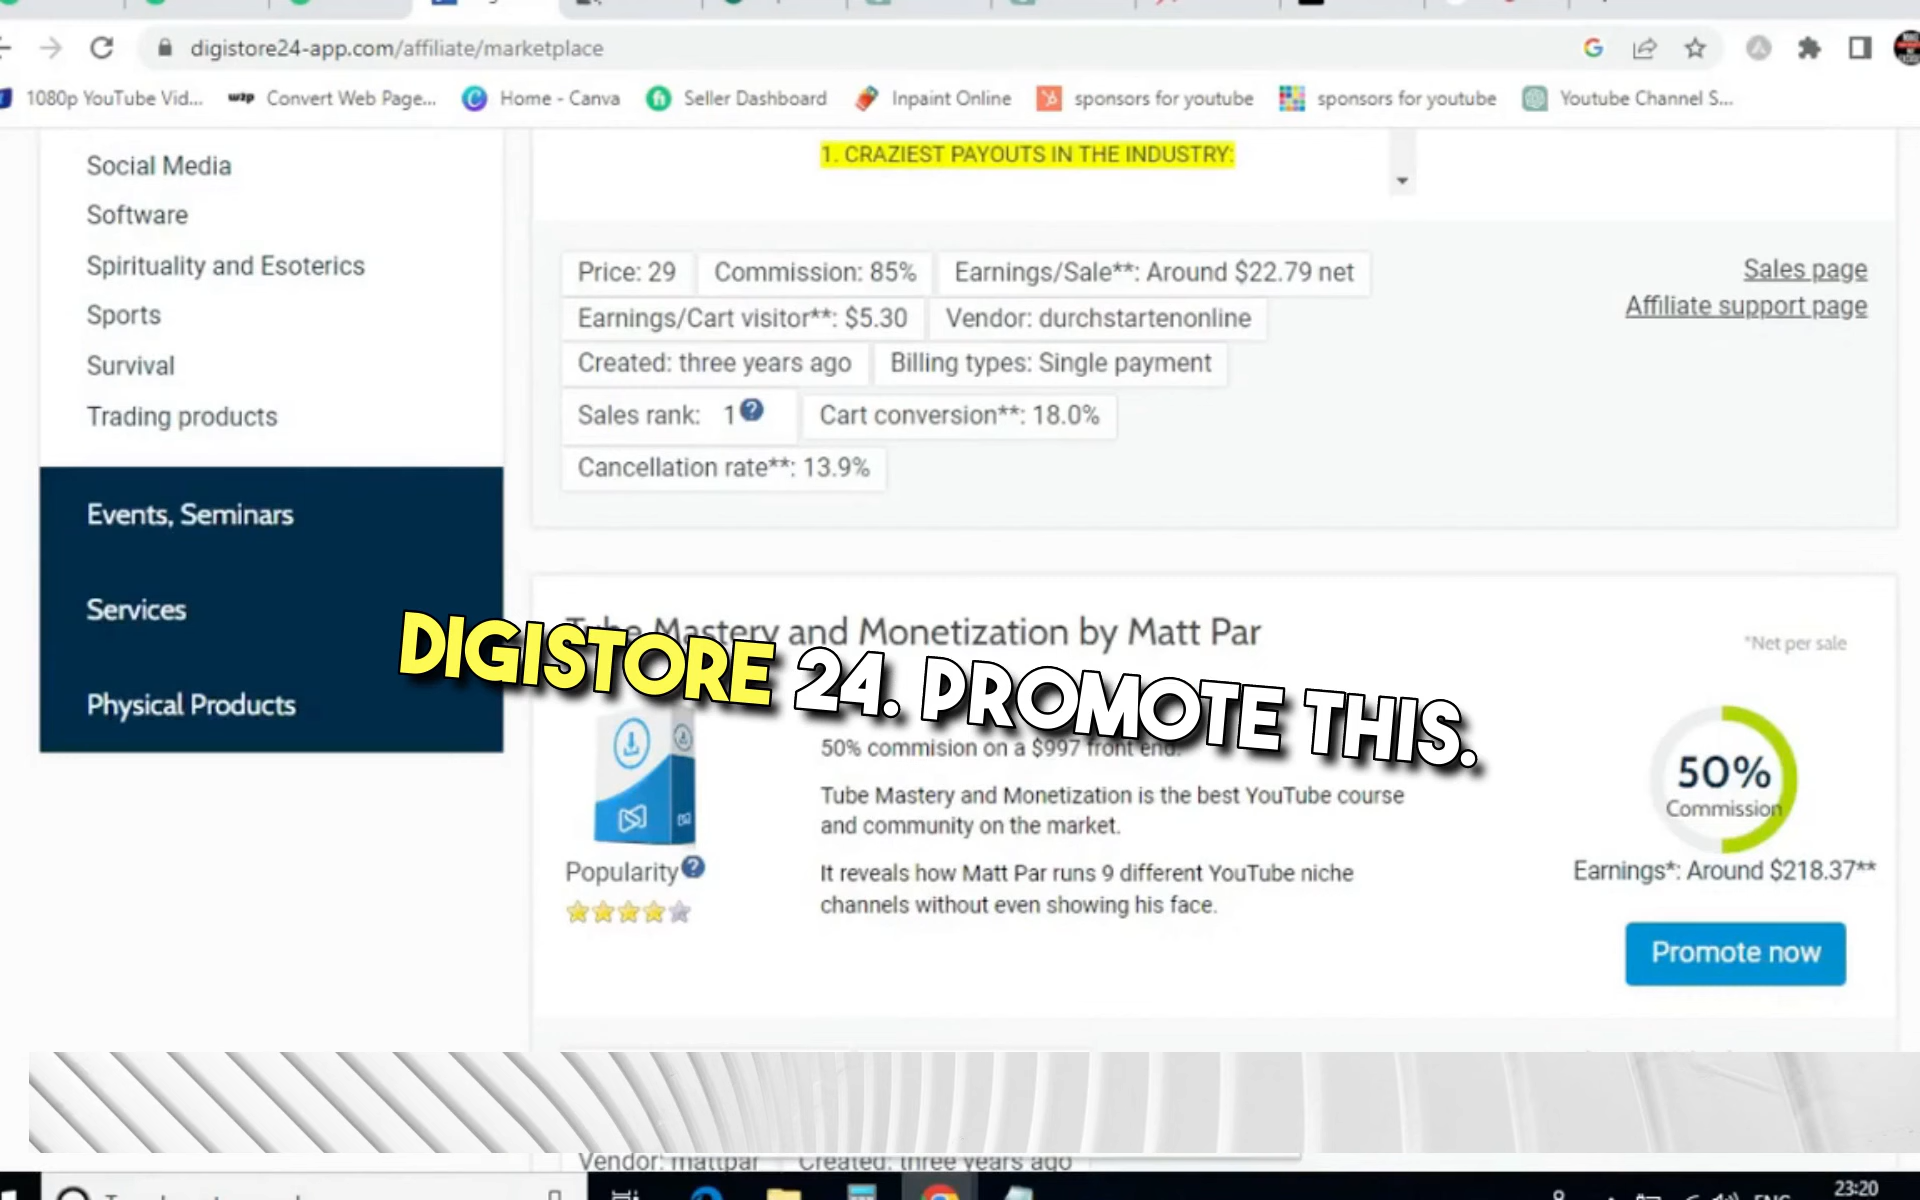 digistore24-app.com/affiliate/marketplace
1080p YouTube Vid... Convert Web Page... Home - Canva Seller Dashboard Inpaint Online sponsors for youtube sponsors for youtube Youtube Channel S...
Social Media
Software
Spirituality and Esoterics
Sports
Survival
Trading products
Events, Seminars
Services
Physical Products
1. CRAZIEST PAYOUTS IN THE INDUSTRY:
Price: 29 Commission: 85% Earnings/Sale**: Around $22.79 net
Earnings/Cart visitor**: $5.30 Vendor: durchstartenonline
Created: three years ago Billing types: Single payment
Sales rank: 1
Cart conversion**: 18.0%
Cancellation rate**: 13.9%
Sales page
Affiliate support page
Tube Mastery and Monetization by Matt Par
*Net per sale
DIGISTORE 24. PROMOTE THIS.
50% commision on a $997 front end.
Tube Mastery and Monetization is the best YouTube course
and community on the market.
It reveals how Matt Par runs 9 different YouTube niche
channels without even showing his face.
Popularity
50%
Commission
Earnings*: Around $218.37**
Promote now
Vendor: mattpar Created: three years ago
ENG
23:20